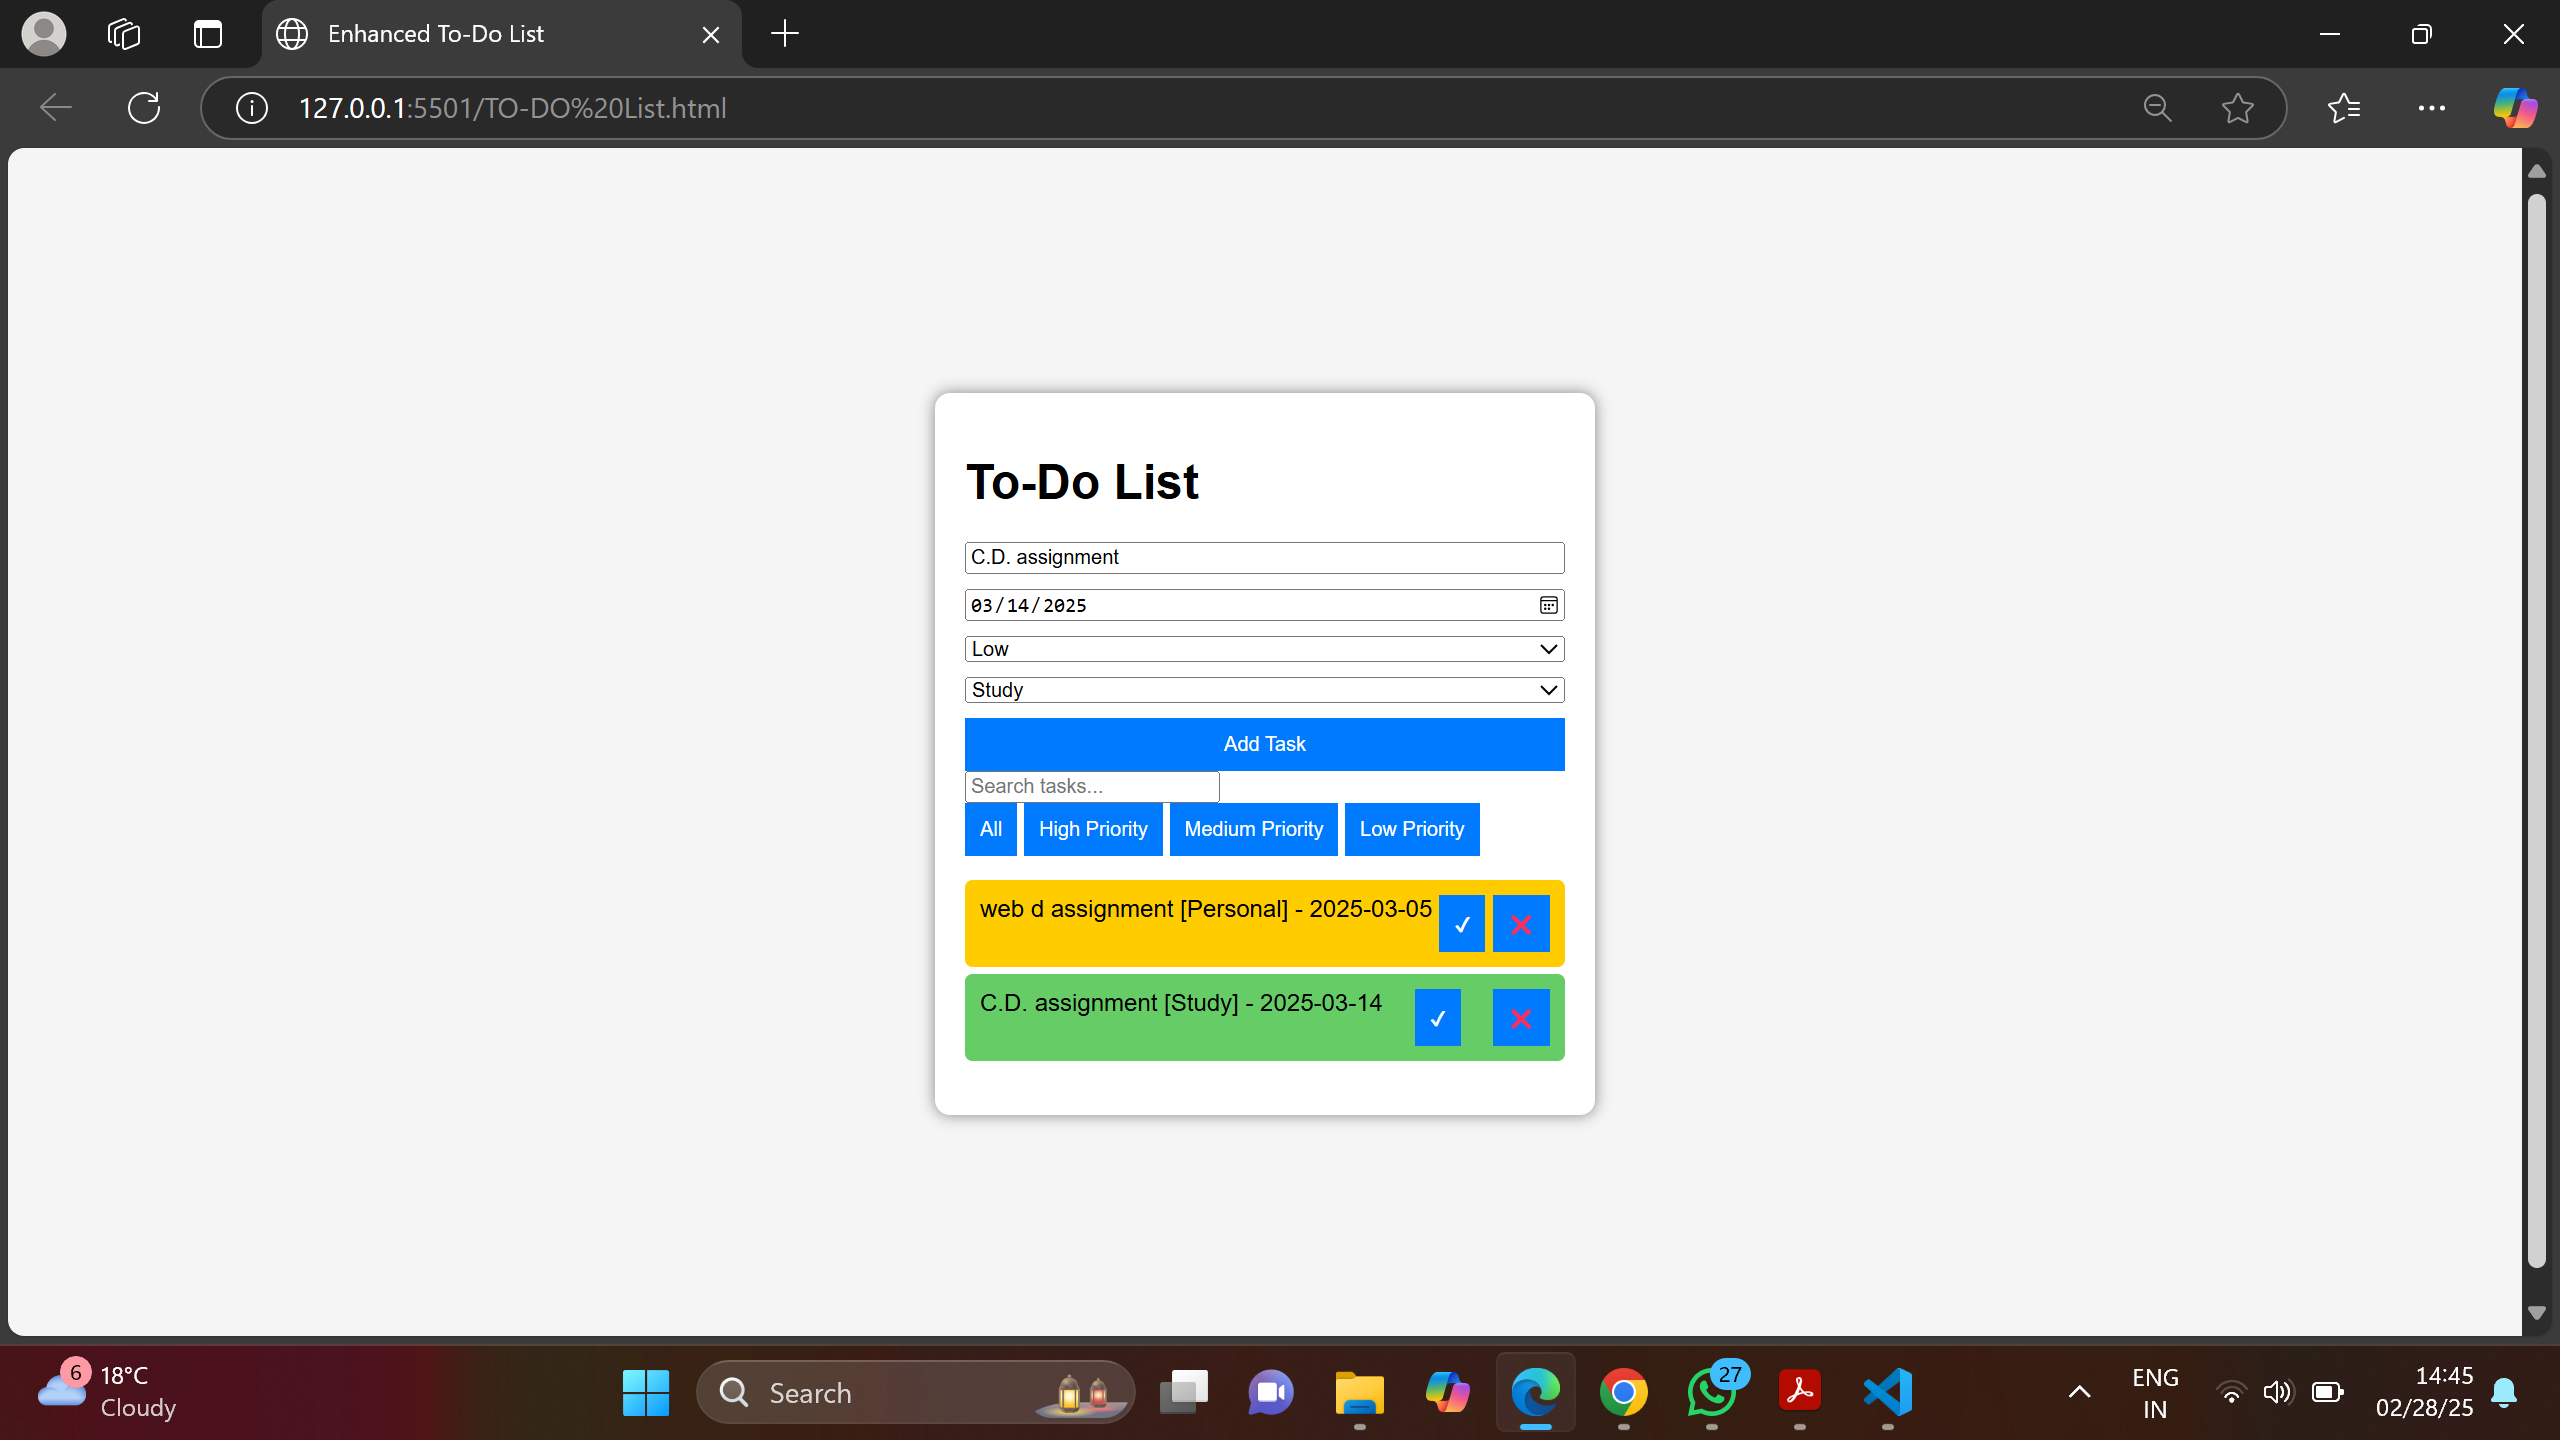 Enhanced To-Do List
127.0.0.1:5501/TO-DO%20List.html
To-Do List
C.D. assignment
03/14/2025
Low
Study
Add Task
Search tasks...
All High Priority Medium Priority Low Priority
web d assignment [Personal] - 2025-03-05 ✓ ❌
C.D. assignment [Study] - 2025-03-14 ✓ ❌
6 18°C
Cloudy
Search
27
ENG
IN
14:45
02/28/25